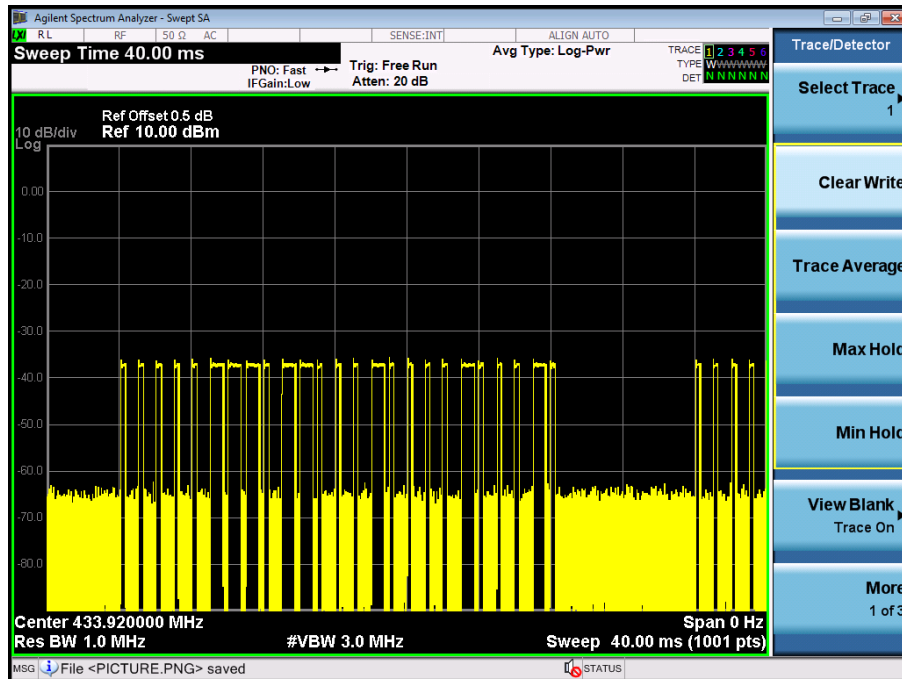 Agilent Spectrum Analyzer - Swept SA
LXI RL RF 50 Ω AC SENSE:INT ALIGN AUTO
Sweep Time 40.00 ms
PNO: Fast
IFGain:Low
Trig: Free Run
Atten: 20 dB
Avg Type: Log-Pwr
TRACE 1 2 3 4 5 6
TYPE WWWWWW
DET N N N N N N
Ref Offset 0.5 dB
10 dB/div Ref 10.00 dBm
Log
0.00
-10.0
-20.0
-30.0
-40.0
-50.0
-60.0
-70.0
-80.0
Center 433.920000 MHz Span 0 Hz
Res BW 1.0 MHz #VBW 3.0 MHz Sweep 40.00 ms (1001 pts)
MSG File <PICTURE.PNG> saved STATUS
Trace/Detector
Select Trace
1
Clear Write
Trace Average
Max Hold
Min Hold
View Blank
Trace On
More
1 of 3